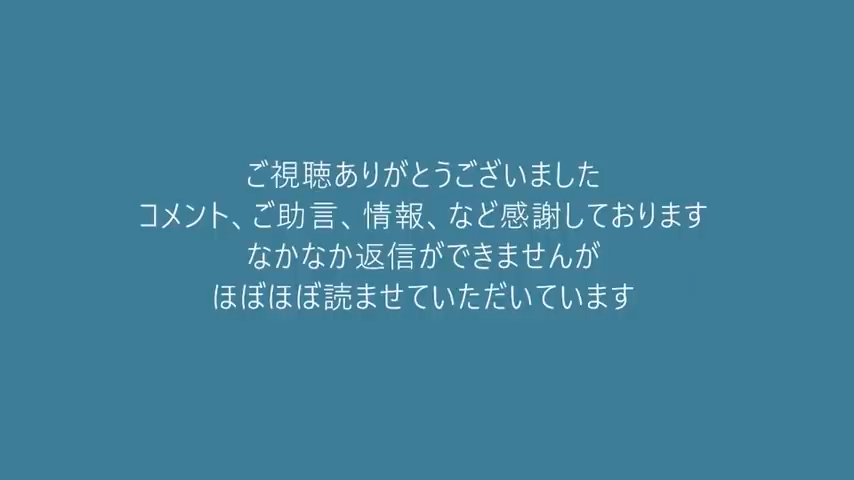 ご視聴ありがとうございました
コメント、ご助言、情報、など感謝しております
なかなか返信ができませんが
ほぼほぼ読ませていただいています